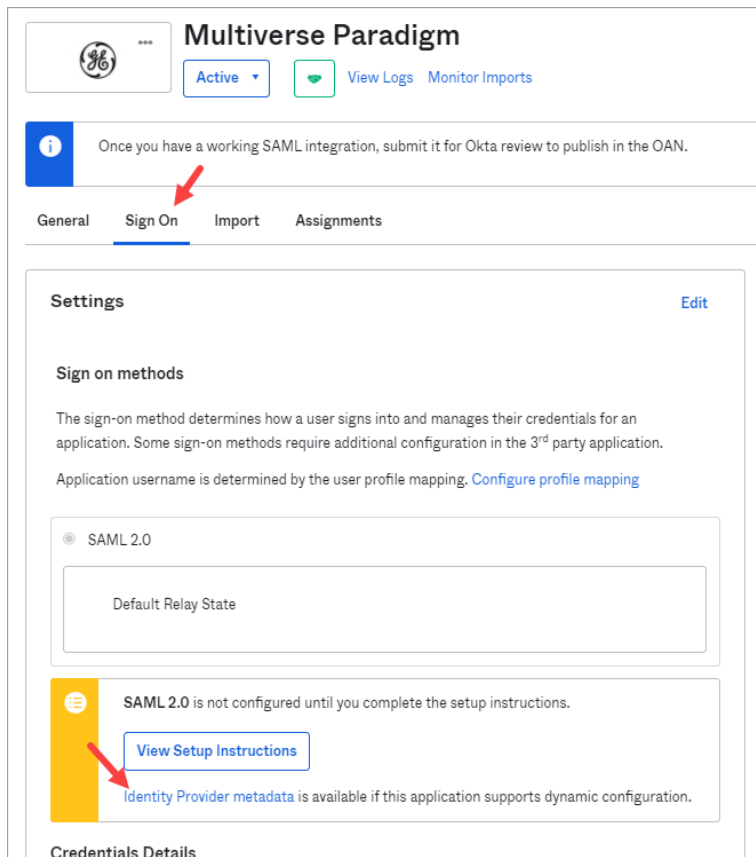 Multiverse Paradigm
Active
View Logs Monitor Imports
Once you have a working SAML integration, submit it for Okta review to publish in the OAN.
General Sign On Import Assignments
Settings Edit
Sign on methods
The sign-on method determines how a user signs into and manages their credentials for an
application. Some sign-on methods require additional configuration in the 3rd party application.
Application username is determined by the user profile mapping. Configure profile mapping
SAML 2.0
Default Relay State
SAML 2.0 is not configured until you complete the setup instructions.
View Setup Instructions
Identity Provider metadata is available if this application supports dynamic configuration.
Credentials Details